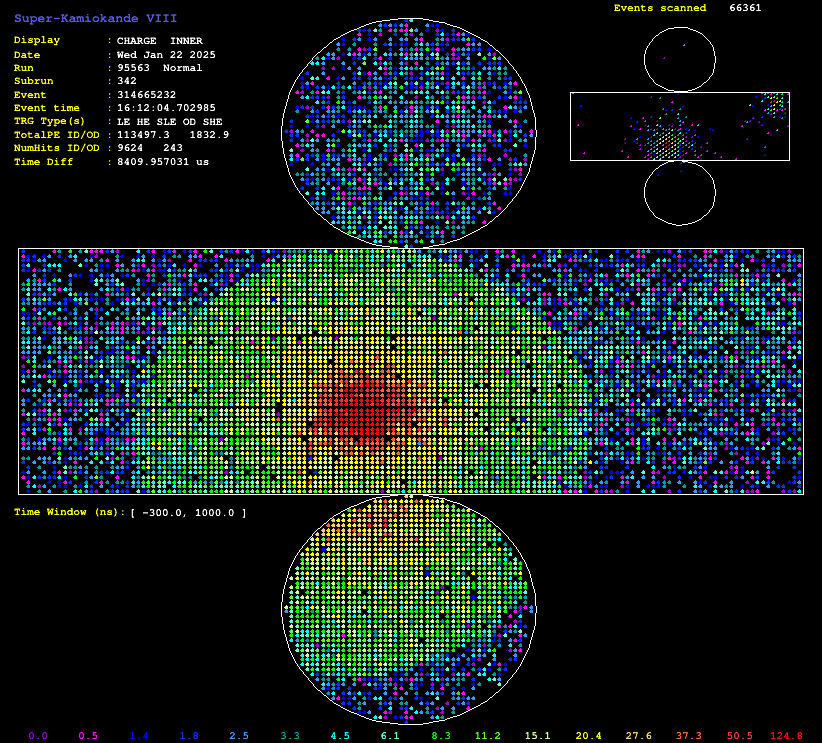 Super-Kamiokande VIII
Events scanned 66361
Display : CHARGE INNER
Date : Wed Jan 22 2025
Run : 95563 Normal
Subrun : 342
Event : 314665232
Event time : 16:12:04.702985
TRG Type(s) : LE HE SLE OD SHE
TotalPE ID/OD : 113497.3 1832.9
NumHits ID/OD : 9624 243
Time Diff : 8409.957031 us
Time Window (ns): [ -300.0, 1000.0 ]
0.0 0.5 1.4 1.8 2.5 3.3 4.5 6.1 8.3 11.2 15.1 20.4 27.6 37.3 50.5 124.8